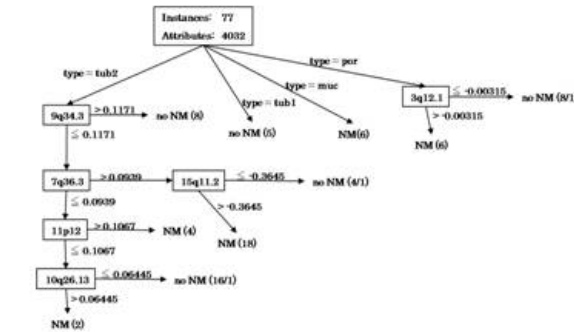 Instances: 77
Attributes: 4032
type = por
type = tub2
type = muc
type = tub1
3q12.1
≦ -0.00315
no NM (8/1
9q34.3
>0.1171
no NM (8)
>-0.00315
no NM (5)
NM(6)
≦ 0.1171
NM (6)
7q36.3
>0.0939
15q11.2
≦ -0.3645
no NM (4/1)
≦ 0.0939
>-0.3645
11p12
>0.1067
NM (4)
NM (18)
≦ 0.1067
10q26.13
≦ 0.06445
no NM (16/1)
>0.06445
NM (2)